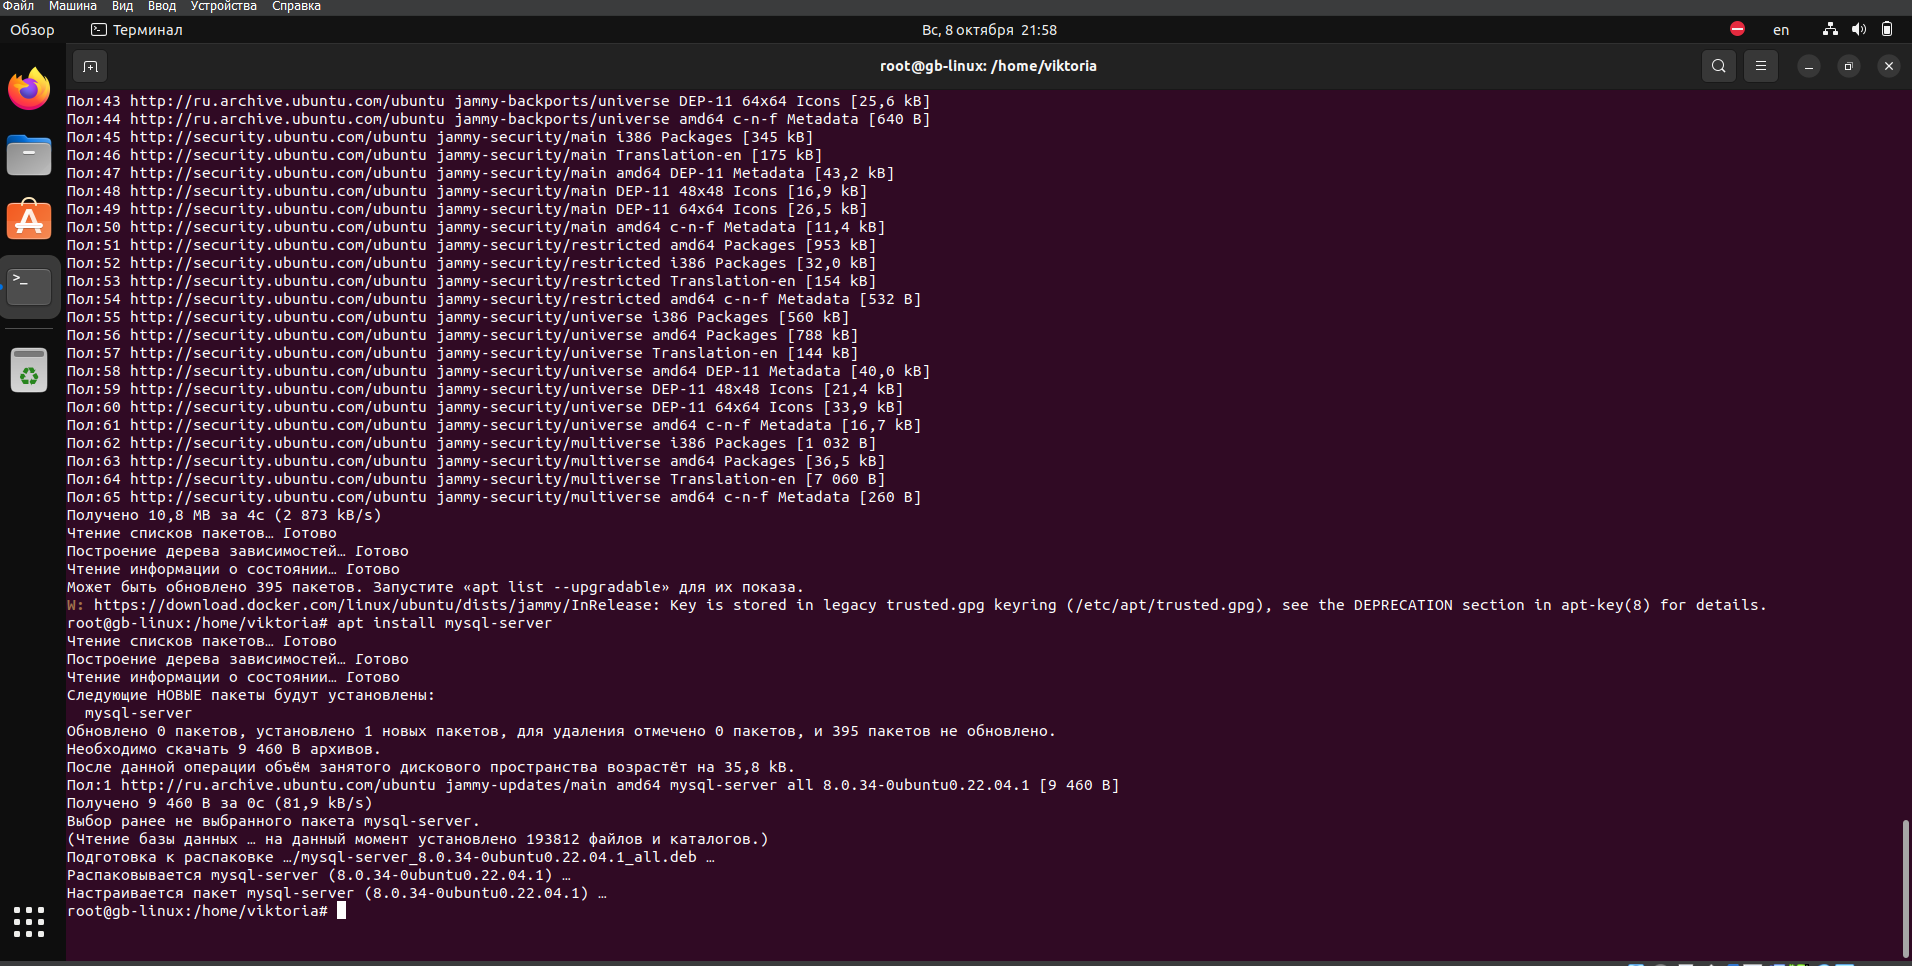 Файл Машина Вид Ввод Устройства Справка
Обзор Терминал Вс, 8 октября 21:58 en
root@gb-linux: /home/viktoria
Пол:43 http://ru.archive.ubuntu.com/ubuntu jammy-backports/universe DEP-11 64x64 Icons [25,6 kB]
Пол:44 http://ru.archive.ubuntu.com/ubuntu jammy-backports/universe amd64 c-n-f Metadata [640 B]
Пол:45 http://security.ubuntu.com/ubuntu jammy-security/main i386 Packages [345 kB]
Пол:46 http://security.ubuntu.com/ubuntu jammy-security/main Translation-en [175 kB]
Пол:47 http://security.ubuntu.com/ubuntu jammy-security/main amd64 DEP-11 Metadata [43,2 kB]
Пол:48 http://security.ubuntu.com/ubuntu jammy-security/main DEP-11 48x48 Icons [16,9 kB]
Пол:49 http://security.ubuntu.com/ubuntu jammy-security/main DEP-11 64x64 Icons [26,5 kB]
Пол:50 http://security.ubuntu.com/ubuntu jammy-security/main amd64 c-n-f Metadata [11,4 kB]
Пол:51 http://security.ubuntu.com/ubuntu jammy-security/restricted amd64 Packages [953 kB]
Пол:52 http://security.ubuntu.com/ubuntu jammy-security/restricted i386 Packages [32,0 kB]
Пол:53 http://security.ubuntu.com/ubuntu jammy-security/restricted Translation-en [154 kB]
Пол:54 http://security.ubuntu.com/ubuntu jammy-security/restricted amd64 c-n-f Metadata [532 B]
Пол:55 http://security.ubuntu.com/ubuntu jammy-security/universe i386 Packages [560 kB]
Пол:56 http://security.ubuntu.com/ubuntu jammy-security/universe amd64 Packages [788 kB]
Пол:57 http://security.ubuntu.com/ubuntu jammy-security/universe Translation-en [144 kB]
Пол:58 http://security.ubuntu.com/ubuntu jammy-security/universe amd64 DEP-11 Metadata [40,0 kB]
Пол:59 http://security.ubuntu.com/ubuntu jammy-security/universe DEP-11 48x48 Icons [21,4 kB]
Пол:60 http://security.ubuntu.com/ubuntu jammy-security/universe DEP-11 64x64 Icons [33,9 kB]
Пол:61 http://security.ubuntu.com/ubuntu jammy-security/universe amd64 c-n-f Metadata [16,7 kB]
Пол:62 http://security.ubuntu.com/ubuntu jammy-security/multiverse i386 Packages [1 032 B]
Пол:63 http://security.ubuntu.com/ubuntu jammy-security/multiverse amd64 Packages [36,5 kB]
Пол:64 http://security.ubuntu.com/ubuntu jammy-security/multiverse Translation-en [7 060 B]
Пол:65 http://security.ubuntu.com/ubuntu jammy-security/multiverse amd64 c-n-f Metadata [260 B]
Получено 10,8 MB за 4с (2 873 kB/s)
Чтение списков пакетов… Готово
Построение дерева зависимостей… Готово
Чтение информации о состоянии… Готово
Может быть обновлено 395 пакетов. Запустите «apt list --upgradable» для их показа.
W: https://download.docker.com/linux/ubuntu/dists/jammy/InRelease: Key is stored in legacy trusted.gpg keyring (/etc/apt/trusted.gpg), see the DEPRECATION section in apt-key(8) for details.
root@gb-linux:/home/viktoria# apt install mysql-server
Чтение списков пакетов… Готово
Построение дерева зависимостей… Готово
Чтение информации о состоянии… Готово
Следующие НОВЫЕ пакеты будут установлены:
mysql-server
Обновлено 0 пакетов, установлено 1 новых пакетов, для удаления отмечено 0 пакетов, и 395 пакетов не обновлено.
Необходимо скачать 9 460 B архивов.
После данной операции объём занятого дискового пространства возрастёт на 35,8 kB.
Пол:1 http://ru.archive.ubuntu.com/ubuntu jammy-updates/main amd64 mysql-server all 8.0.34-0ubuntu0.22.04.1 [9 460 B]
Получено 9 460 B за 0с (81,9 kB/s)
Выбор ранее не выбранного пакета mysql-server.
(Чтение базы данных … на данный момент установлено 193812 файлов и каталогов.)
Подготовка к распаковке …/mysql-server_8.0.34-0ubuntu0.22.04.1_all.deb …
Распаковывается mysql-server (8.0.34-0ubuntu0.22.04.1) …
Настраивается пакет mysql-server (8.0.34-0ubuntu0.22.04.1) …
root@gb-linux:/home/viktoria#